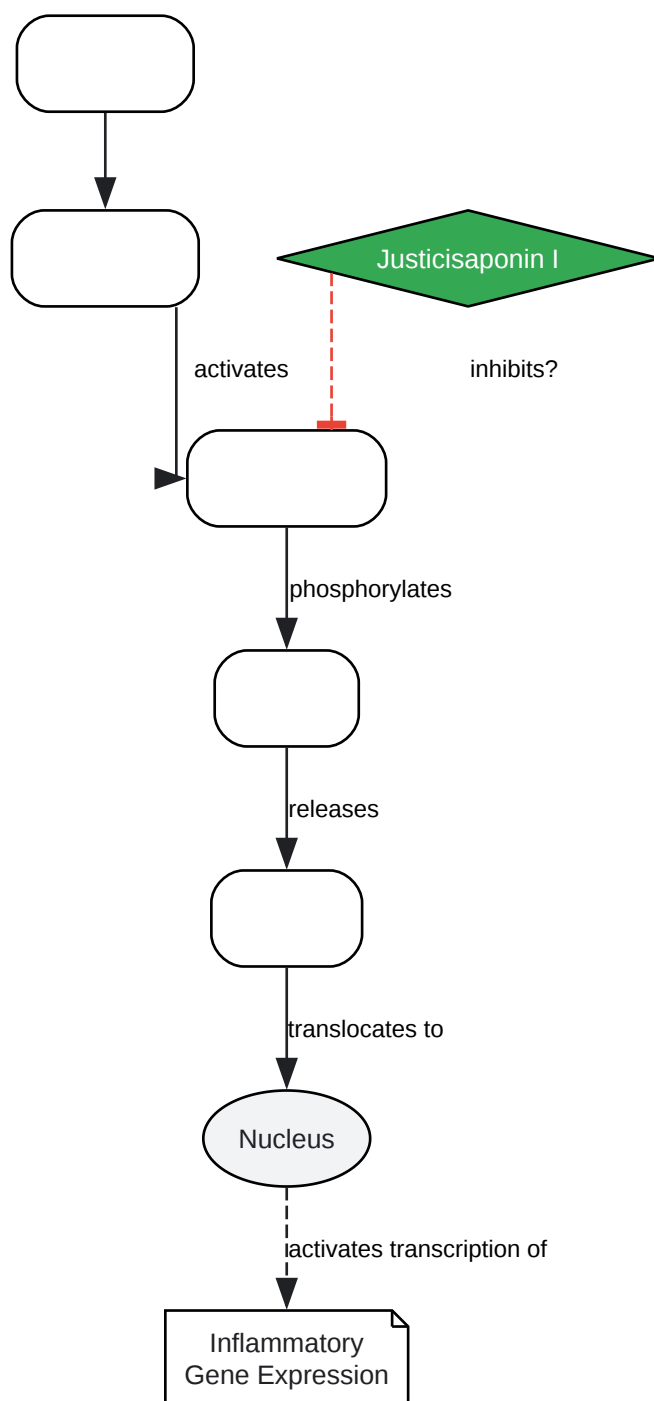 Justicisaponin I
activates
inhibits?
phosphorylates
releases
translocates to
Nucleus
activates transcription of
Inflammatory
Gene Expression